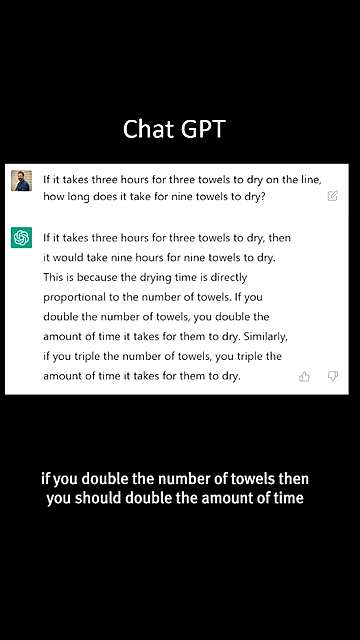 Chat GPT
If it takes three hours for three towels to dry on the line,
how long does it take for nine towels to dry?
If it takes three hours for three towels to dry, then
it would take nine hours for nine towels to dry.
This is because the drying time is directly
proportional to the number of towels. If you
double the number of towels, you double the
amount of time it takes for them to dry. Similarly,
if you triple the number of towels, you triple the
amount of time it takes for them to dry.
if you double the number of towels then
you should double the amount of time